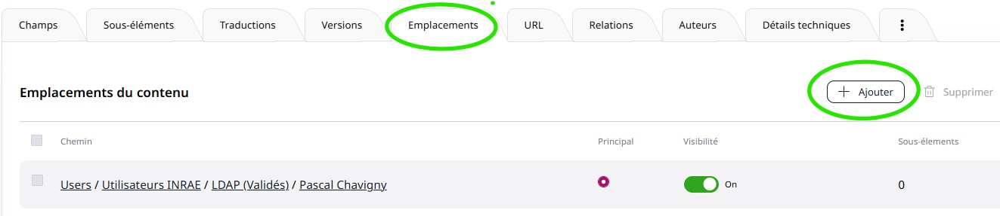 Champs Sous-éléments Traductions Versions Emplacements URL Relations Auteurs Détails techniques
Emplacements du contenu Ajouter Supprimer
Chemin Principal Visibilité Sous-élements
Users / Utilisateurs INRAE / LDAP (Validés) / Pascal Chavigny On 0